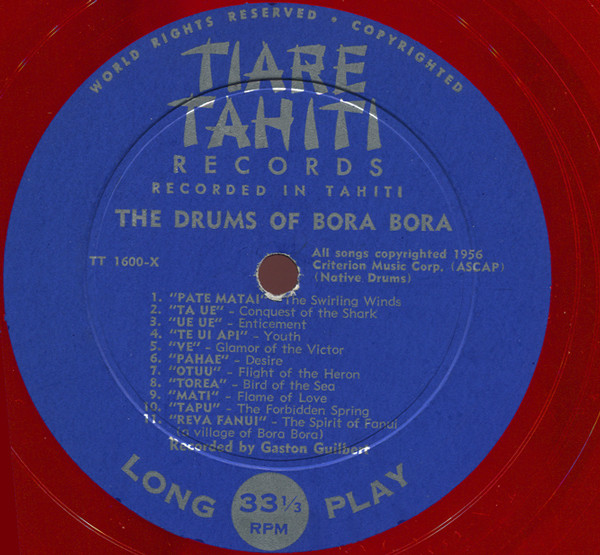 WORLD RIGHTS RESERVED • COPYRIGHTED
TIARE
TAHITI
RECORDS
RECORDED IN TAHITI
THE DRUMS OF BORA BORA
TT 1600-X
All songs copyrighted 1956
Criterion Music Corp. (ASCAP)
(Native Drums)
1. "PATE MATAI" - The Swirling Winds
2. "TA UE" - Conquest of the Shark
3. "UE UE" - Enticement
4. "TE UI API" - Youth
5. "VE" - Glamor of the Victor
6. "PAHAE" - Desire
7. "OTUU" - Flight of the Heron
8. "TOREA" - Bird of the Sea
9. "MATI" - Flame of Love
10. "TAPU" - The Forbidden Spring
11. "REVA FANUI" - The Spirit of Fanui
(a village of Bora Bora)
Recorded by Gaston Guilbert
LONG 33 1/3 PLAY
RPM